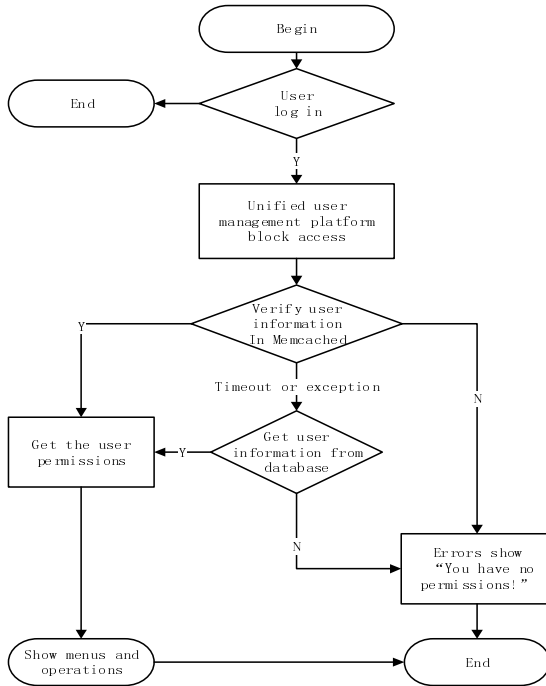 Begin
User
log in
End
Y
Unified user
management platform
block access
Verify user
information
In Memcached
Y
N
Timeout or exception
Get user
information from
database
Y
Get the user
permissions
N
Errors show
“You have no
permissions!”
Show menus and
operations
End